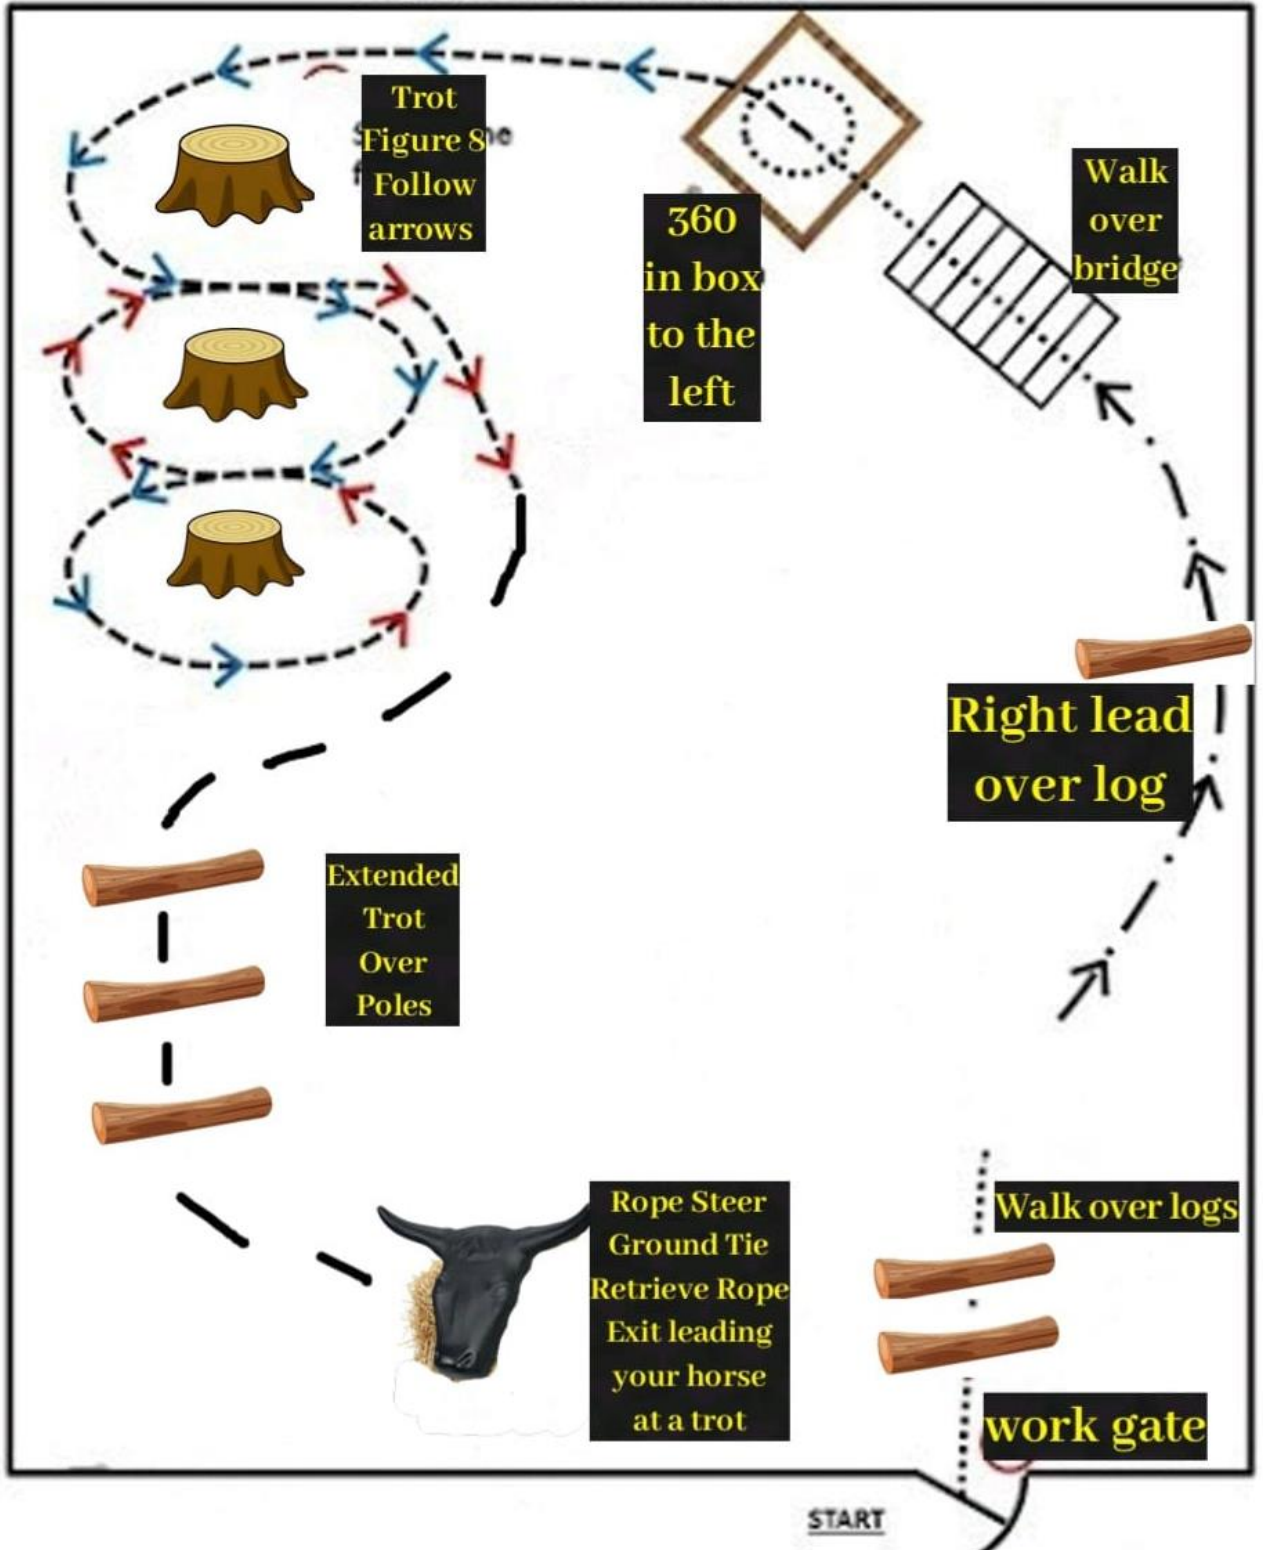 Trot
Figure 8
Follow
arrows
360
in box
to the
left
Walk
over
bridge
Right lead
over log
Extended
Trot
Over
Poles
Rope Steer
Ground Tie
Retrieve Rope
Exit leading
your horse
at a trot
Walk over logs
work gate
START